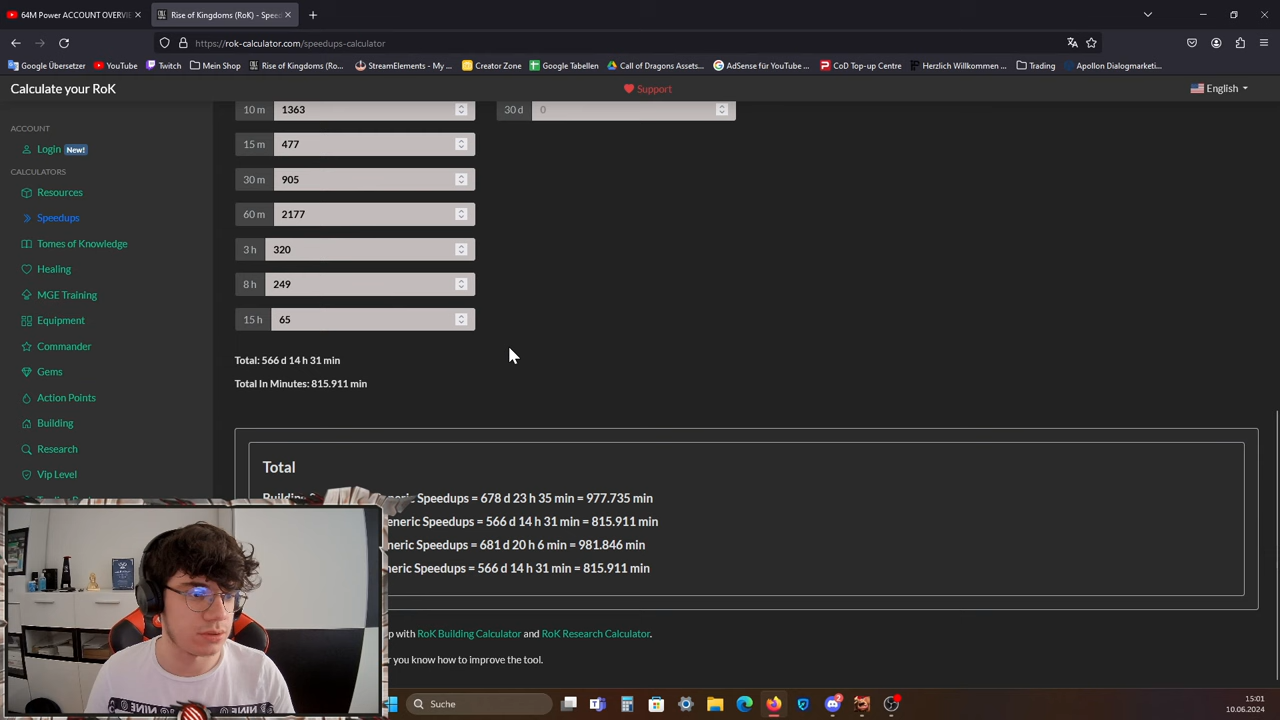 64M Power ACCOUNT OVERVIE
Rise of Kingdoms (RoK) - Speed
https://rok-calculator.com/speedups-calculator
Google Übersetzer
YouTube
Twitch
Mein Shop
Rise of Kingdoms (Ro...
StreamElements - My ...
Creator Zone
Google Tabellen
Call of Dragons Assets...
AdSense für YouTube ...
CoD Top-up Centre
Herzlich Willkommen ...
Trading
Apollon Dialogmarketin...
Calculate your RoK
Support
English
ACCOUNT
Login New!
CALCULATORS
Resources
Speedups
Tomes of Knowledge
Healing
MGE Training
Equipment
Commander
Gems
Action Points
Building
Research
Vip Level
10 m 1363
30 d 0
15 m 477
30 m 905
60 m 2177
3 h 320
8 h 249
15 h 65
Total: 566 d 14 h 31 min
Total In Minutes: 815.911 min
Total
Speedups = 678 d 23 h 35 min = 977.735 min
neric Speedups = 566 d 14 h 31 min = 815.911 min
neric Speedups = 681 d 20 h 6 min = 981.846 min
neric Speedups = 566 d 14 h 31 min = 815.911 min
p with RoK Building Calculator and RoK Research Calculator.
you know how to improve the tool.
Suche
15:01
10.06.2024